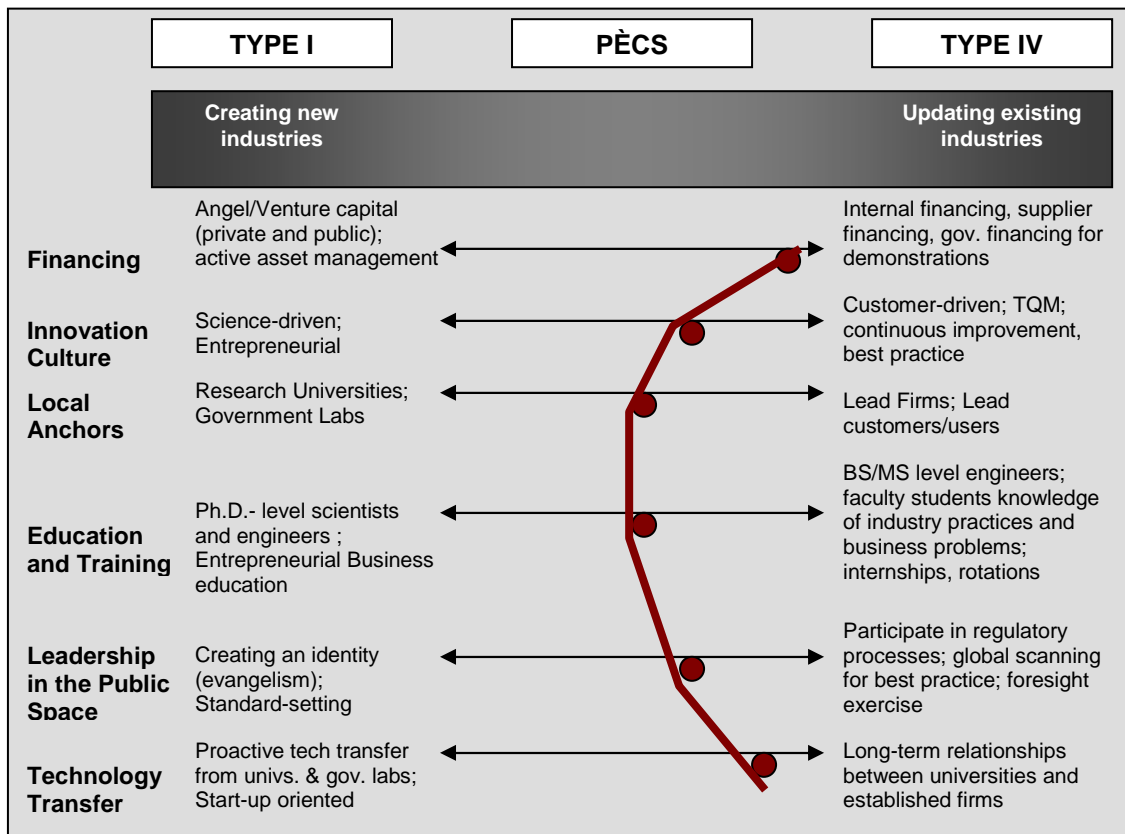 TYPE I
PÈCS
TYPE IV
Creating new
industries
Updating existing
industries
Financing
Angel/Venture capital
(private and public);
active asset management
Internal financing, supplier
financing, gov. financing for
demonstrations
Innovation
Culture
Science-driven;
Entrepreneurial
Customer-driven; TQM;
continuous improvement,
best practice
Local
Anchors
Research Universities;
Government Labs
Lead Firms; Lead
customers/users
Education
and Training
Ph.D.- level scientists
and engineers ;
Entrepreneurial Business
education
BS/MS level engineers;
faculty students knowledge
of industry practices and
business problems;
internships, rotations
Leadership
in the Public
Space
Creating an identity
(evangelism);
Standard-setting
Participate in regulatory
processes; global scanning
for best practice; foresight
exercise
Technology
Transfer
Proactive tech transfer
from univs. & gov. labs;
Start-up oriented
Long-term relationships
between universities and
established firms